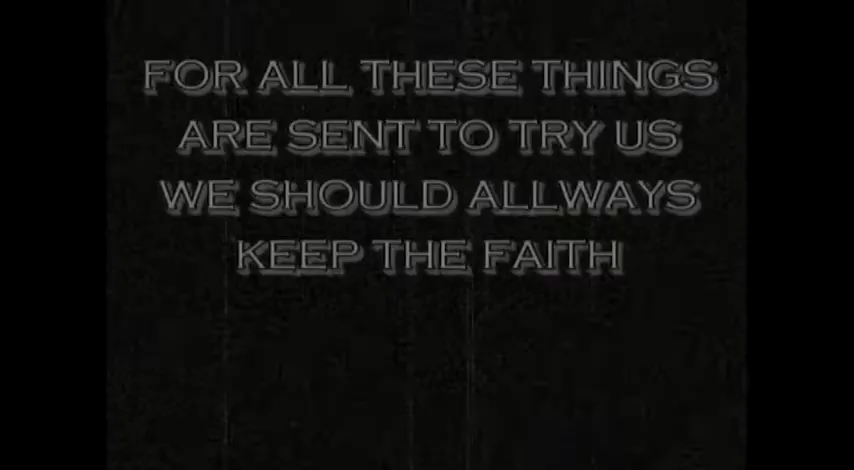 FOR ALL THESE THINGS
ARE SENT TO TRY US
WE SHOULD ALLWAYS
KEEP THE FAITH